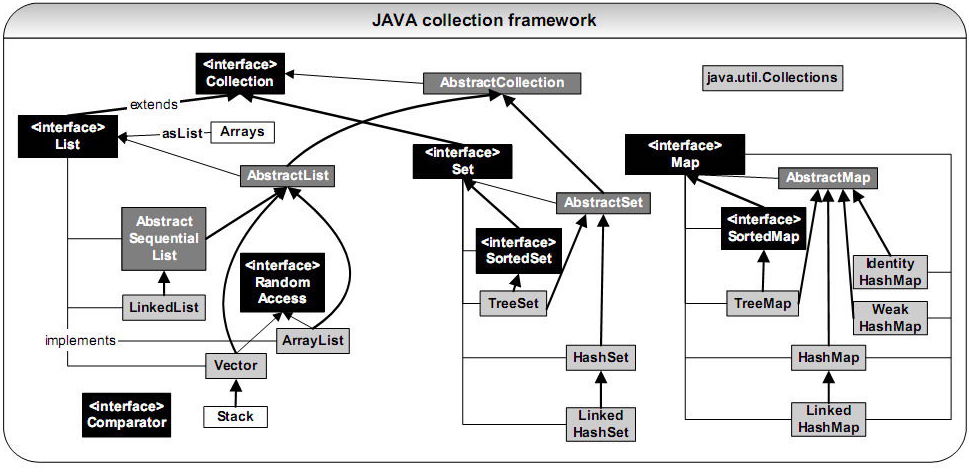 JAVA collection framework
<interface>
Collection
AbstractCollection
java.util.Collections
extends
<interface>
List
asList
Arrays
<interface>
Set
<interface>
Map
AbstractList
AbstractMap
AbstractSet
Abstract
Sequential
List
<interface>
SortedSet
<interface>
SortedMap
<interface>
Random
Access
Identity
HashMap
LinkedList
TreeSet
TreeMap
Weak
HashMap
implements
ArrayList
Vector
HashSet
HashMap
<interface>
Comparator
Stack
Linked
HashSet
Linked
HashMap